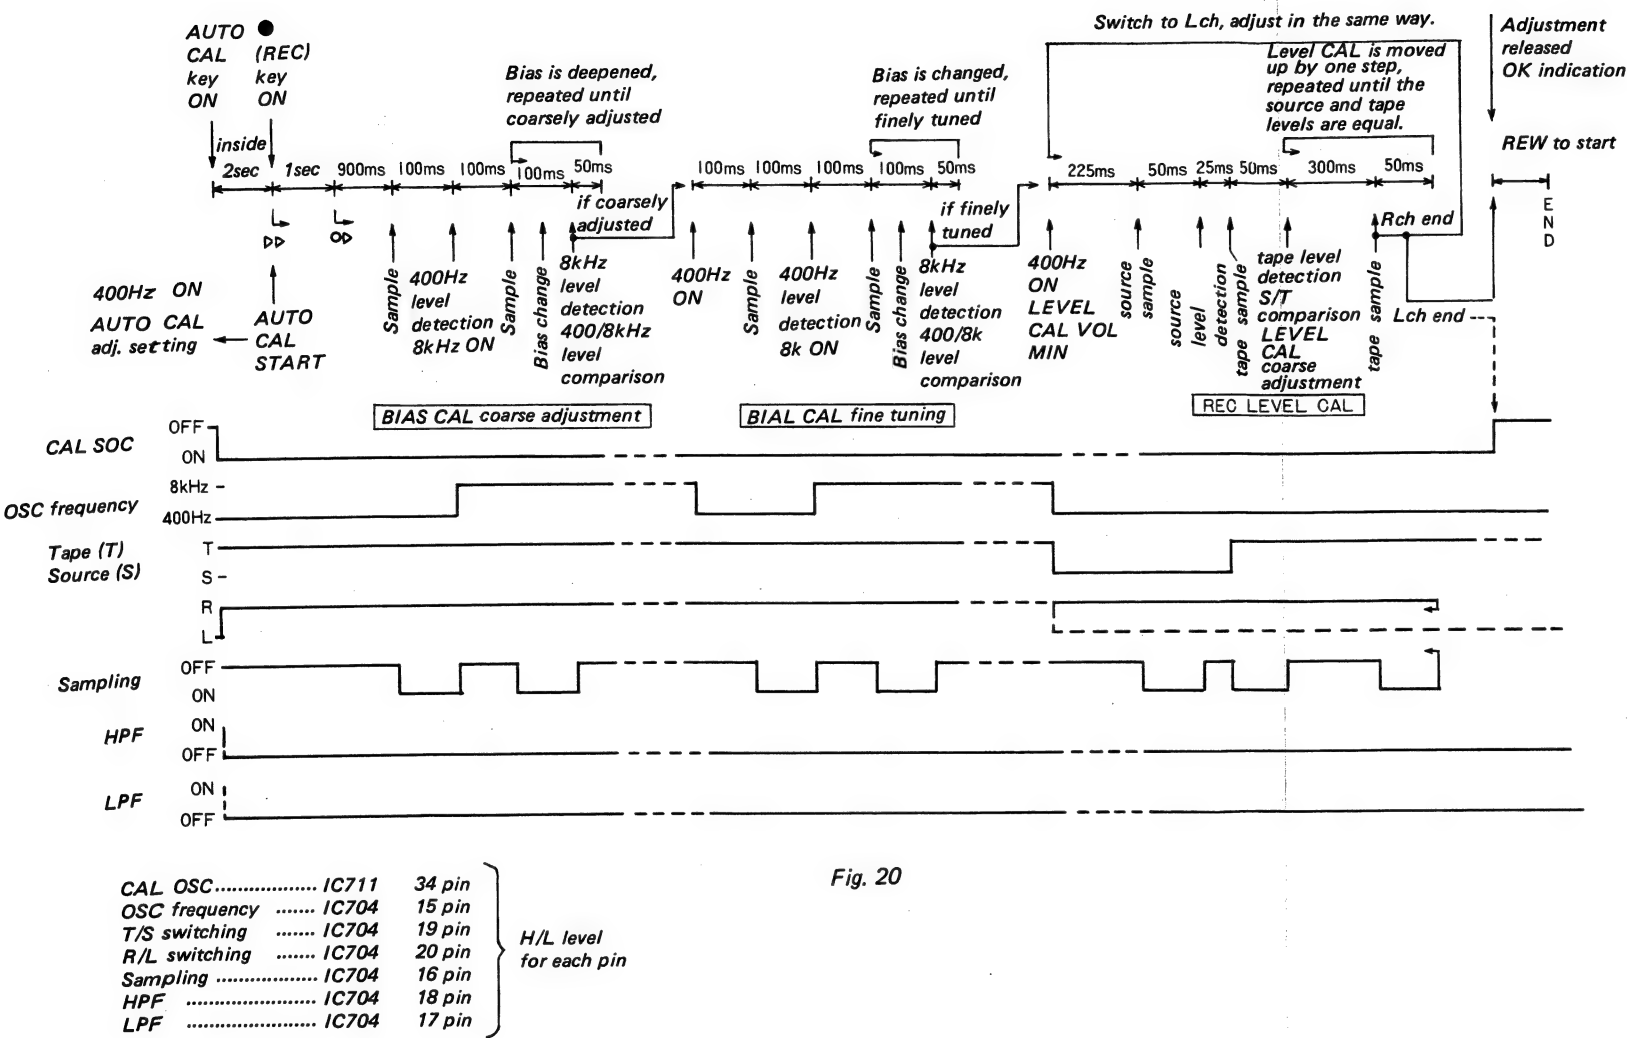 AUTO ●
CAL (REC)
key key
ON ON
inside
Bias is deepened,
repeated until
coarsely adjusted
Bias is changed,
repeated until
finely tuned
Switch to Lch, adjust in the same way.
Level CAL is moved
up by one step,
repeated until the
source and tape
levels are equal.
Adjustment
released
OK indication
REW to start
2sec 1sec 900ms 100ms 100ms 100ms 50ms
100ms 100ms 100ms 100ms 50ms
225ms 50ms 25ms 50ms 300ms 50ms
if coarsely
adjusted
if finely
tuned
Rch end
END
400Hz ON
AUTO CAL
adj. setting
AUTO
CAL
START
Sample
400Hz
level
detection
8kHz ON
Sample
Bias change
8kHz
level
detection
400/8kHz
level
comparison
400Hz
ON
Sample
400Hz
level
detection
8k ON
Sample
Bias change
8kHz
level
detection
400/8k
level
comparison
400Hz
ON
LEVEL
CAL VOL
MIN
source
sample
source
level
detection
tape sample
tape level
detection
S/T
comparison
LEVEL
CAL
coarse
adjustment
tape sample
Lch end
BIAS CAL coarse adjustment
BIAL CAL fine tuning
REC LEVEL CAL
CAL SOC
OFF
ON
OSC frequency
8kHz
400Hz
Tape (T)
Source (S)
T
S
R
L
Sampling
OFF
ON
HPF
ON
OFF
LPF
ON
OFF
CAL OSC................... IC711 34 pin
OSC frequency ....... IC704 15 pin
T/S switching ....... IC704 19 pin
R/L switching ....... IC704 20 pin
Sampling ................... IC704 16 pin
HPF ........................ IC704 18 pin
LPF ........................ IC704 17 pin
H/L level
for each pin
Fig. 20